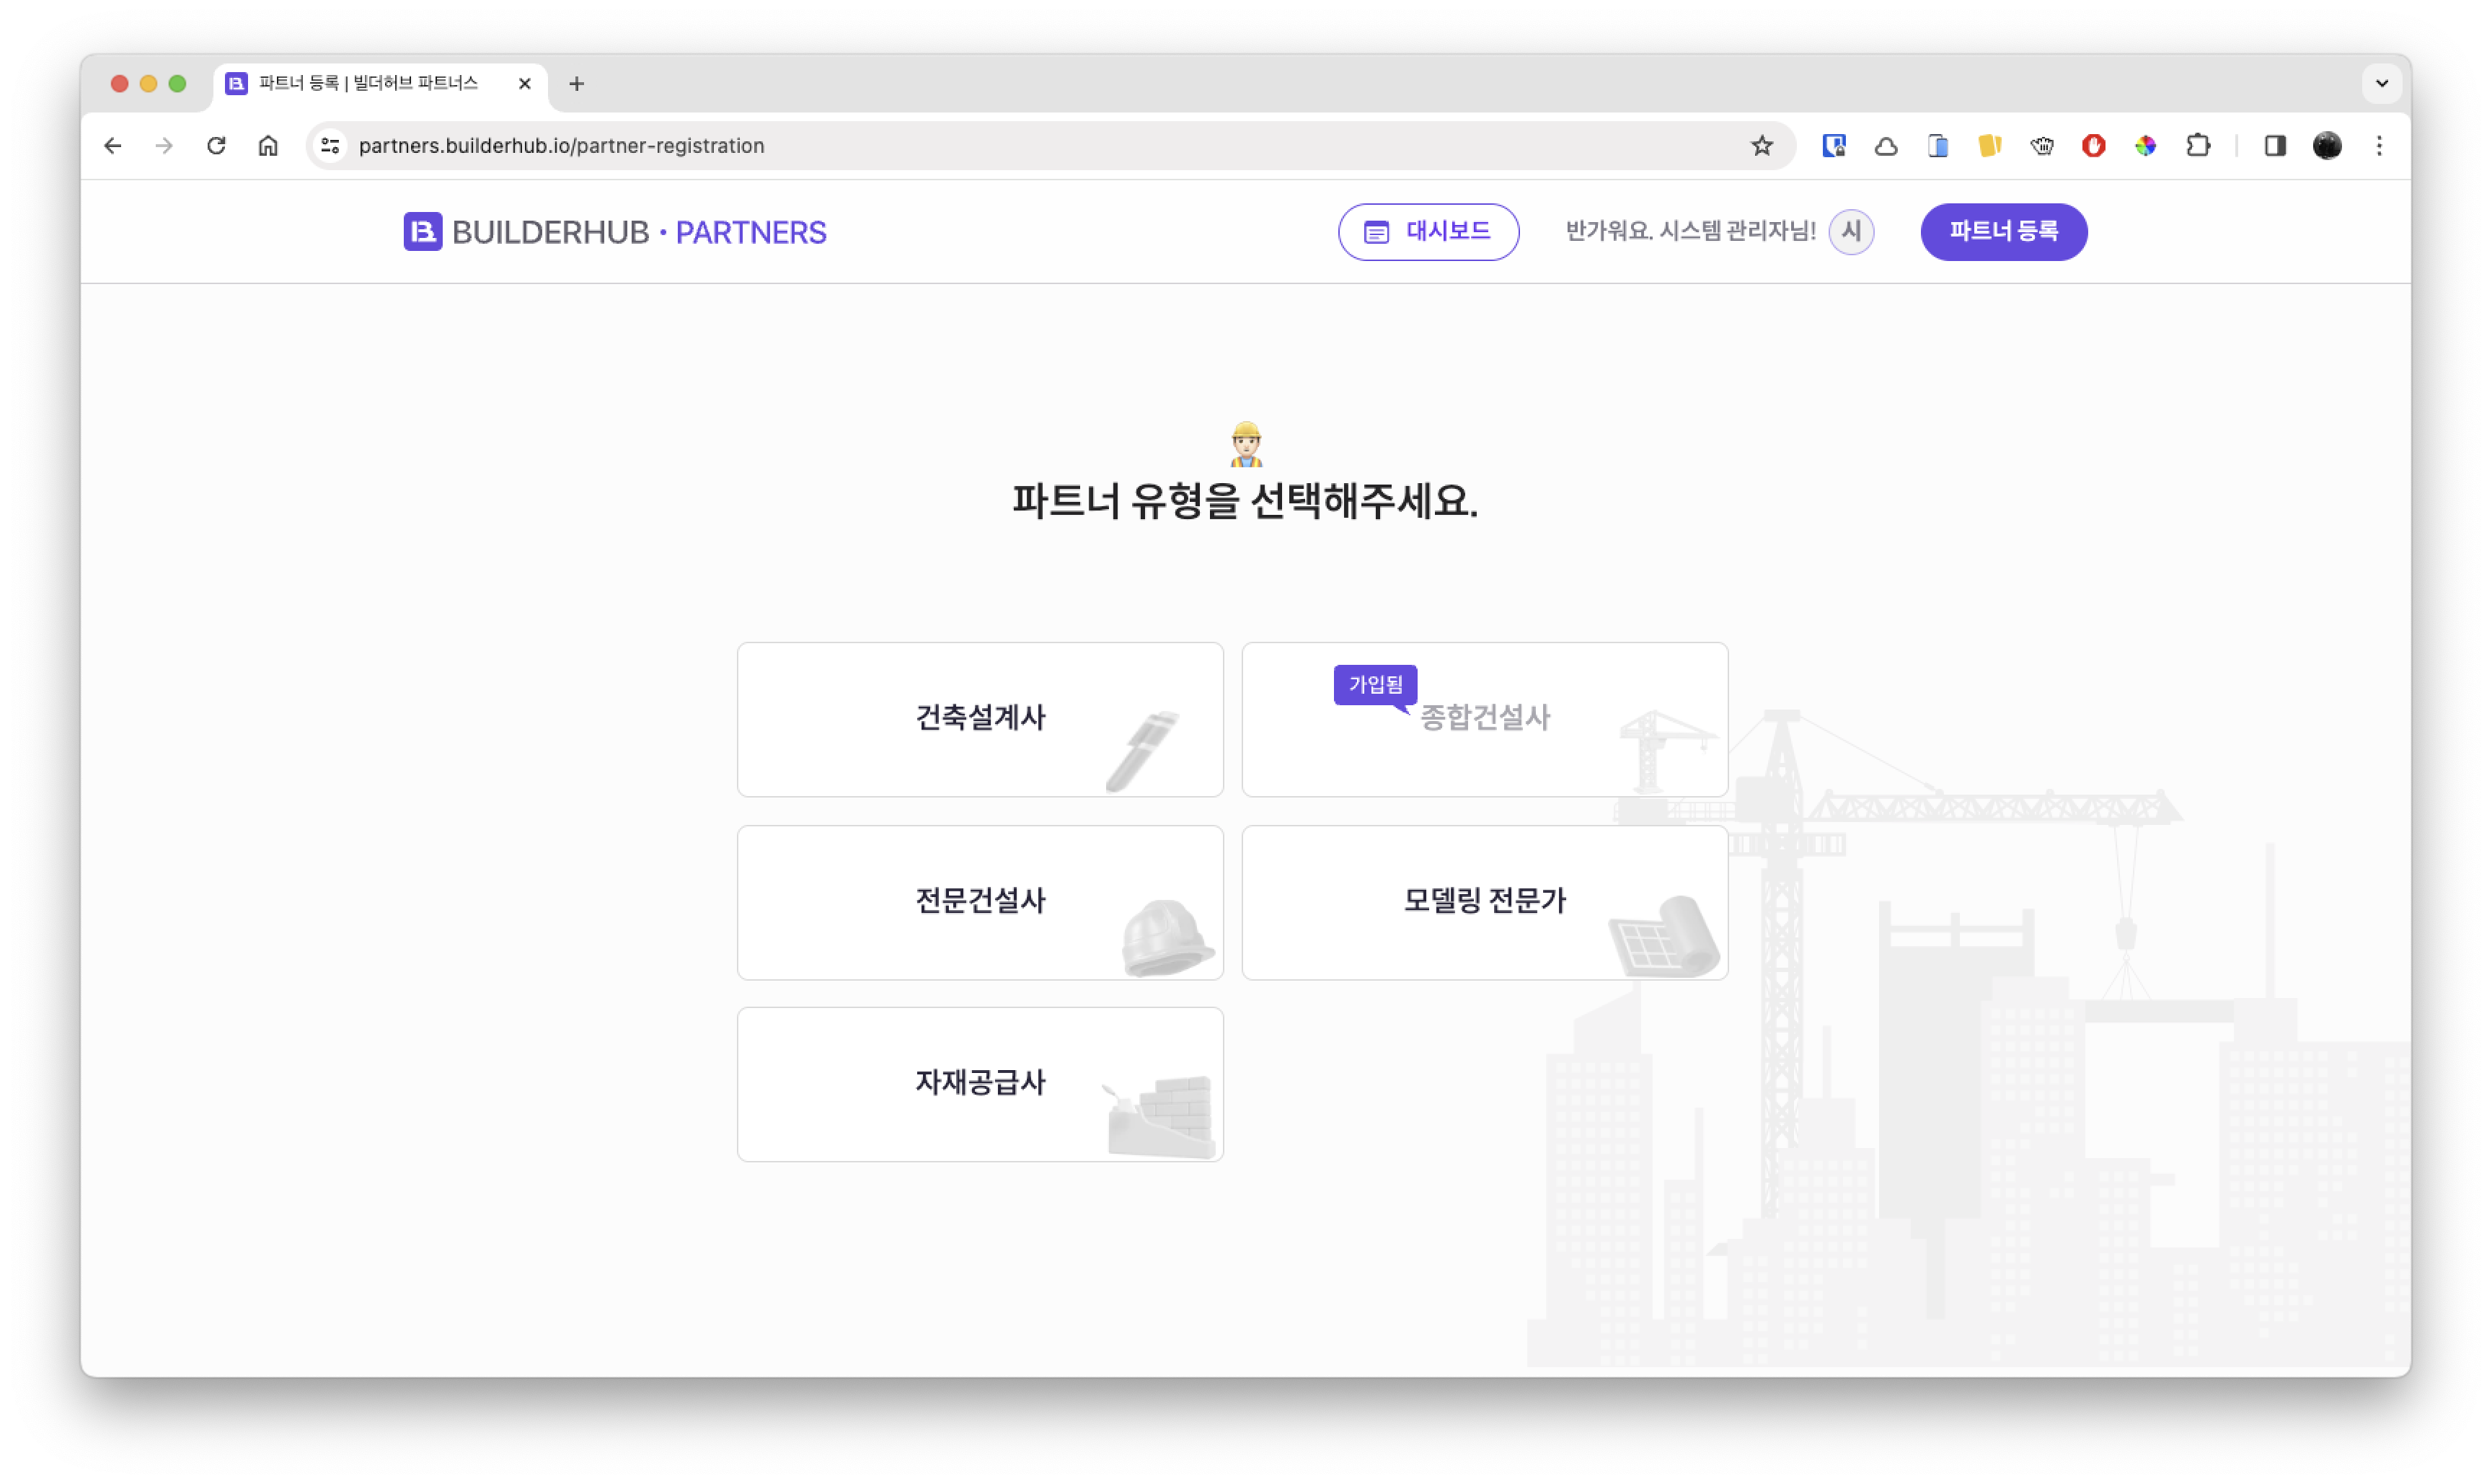 파트너 등록 | 빌더허브 파트너스
partners.builderhub.io/partner-registration
BUILDERHUB · PARTNERS
대시보드
반가워요. 시스템 관리자님!
시
파트너 등록
파트너 유형을 선택해주세요.
건축설계사
가입됨
종합건설사
전문건설사
모델링 전문가
자재공급사